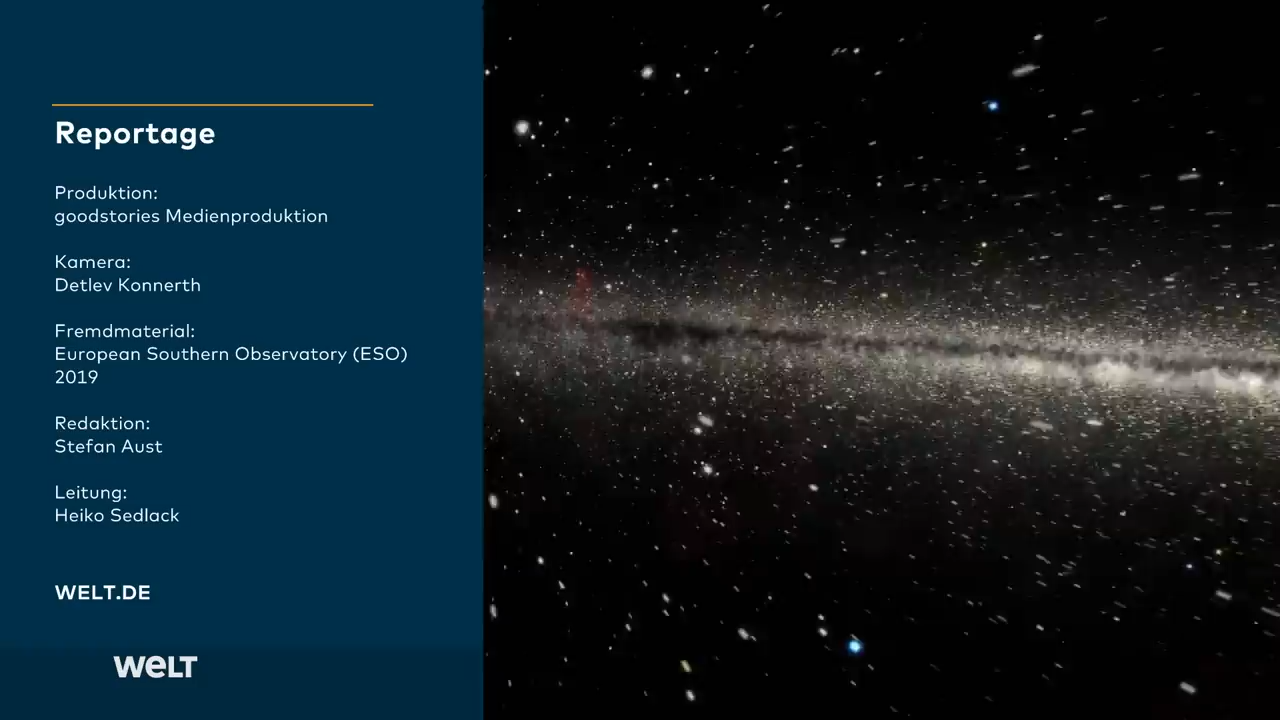 Reportage
Produktion:
goodstories Medienproduktion
Kamera:
Detlev Konnerth
Fremdmaterial:
European Southern Observatory (ESO)
2019
Redaktion:
Stefan Aust
Leitung:
Heiko Sedlack
WELT.DE
WELT